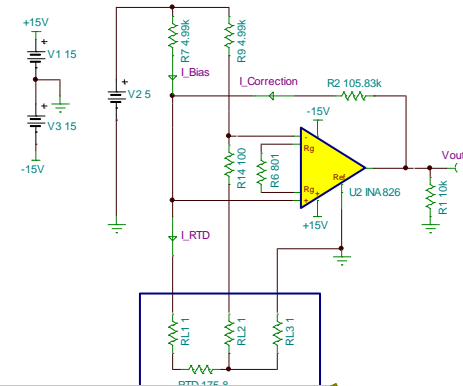 +15V
V1 15
V3 15
-15V
V2 5
R7 4.99k
R9 4.99k
I_Bias
I_Correction
R2 105.83k
-15V
R14 100
R6 801
-
Rg
Rg
+
+
Ref
U2 INA826
+15V
Vout
R1 10k
I_RTD
RL1 1
RL2 1
RL3 1
RTD 175.8